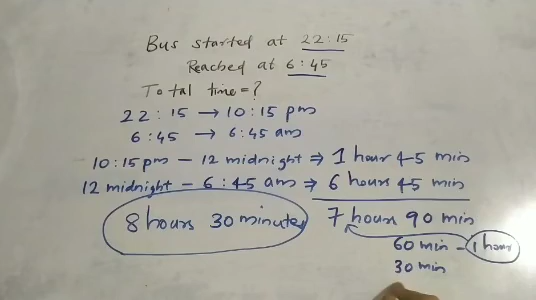 Bus started at 22:15
Reached at 6:45
Total time=?
22:15 → 10:15 pm
6:45 → 6:45 am
10:15 pm - 12 midnight ⇒ 1 hour 45 min
12 midnight - 6:45 am ⇒ 6 hours 45 min
8 hours 30 minutes 7 hours 90 min
60 min - 1 hour
30 min